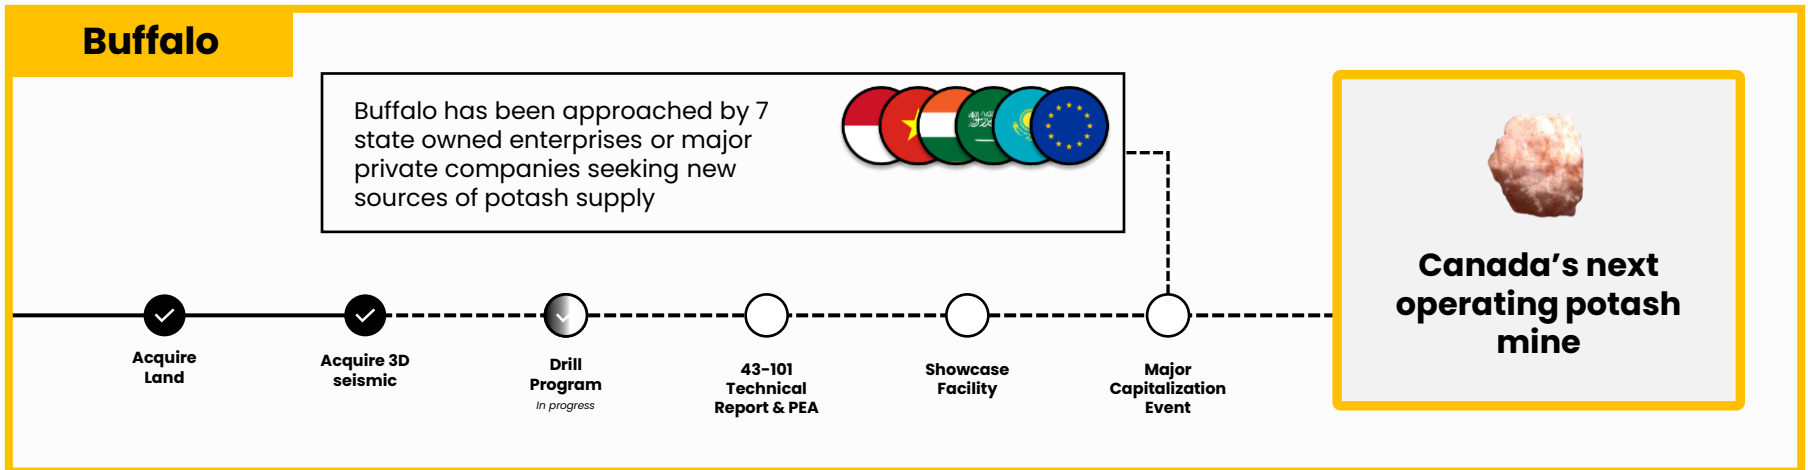 Buffalo
Buffalo has been approached by 7
state owned enterprises or major
private companies seeking new
sources of potash supply
Acquire
Land
Acquire 3D
seismic
Drill
Program
In progress
43-101
Technical
Report & PEA
Showcase
Facility
Major
Capitalization
Event
Canada’s next
operating potash
mine